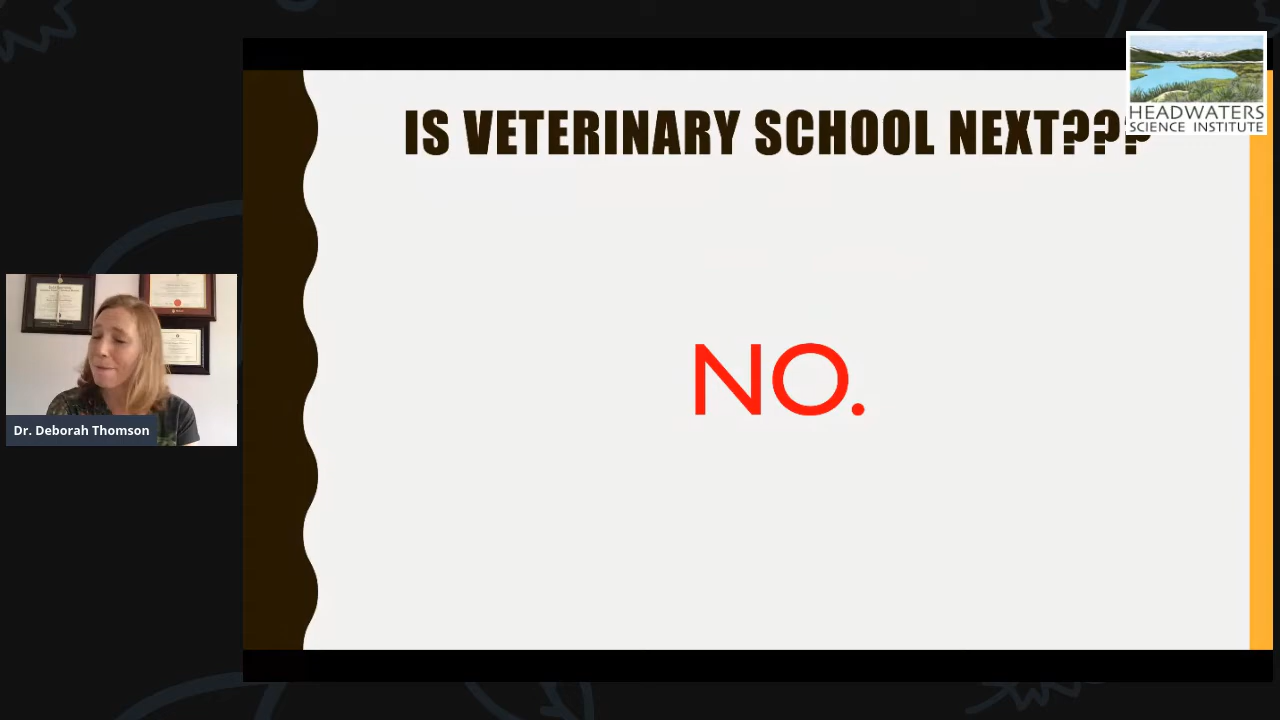 IS VETERINARY SCHOOL NEXT???
HEADWATERS
SCIENCE INSTITUTE
NO.
Dr. Deborah Thomson